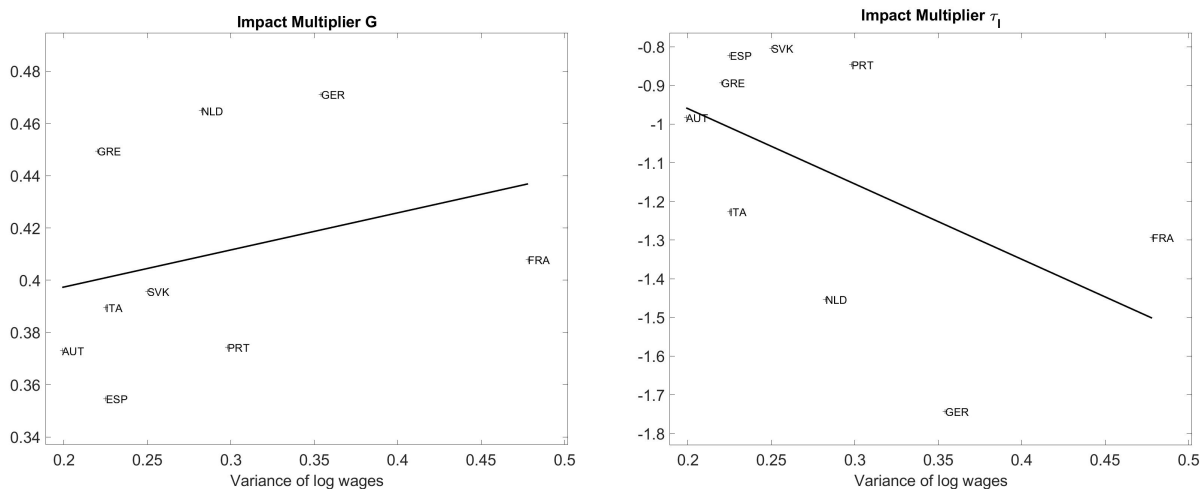 Impact Multiplier G
0.48
0.46
0.44
0.42
0.4
0.38
0.36
0.34
GER
NLD
GRE
FRA
SVK
ITA
PRT
AUT
ESP
0.2 0.25 0.3 0.35 0.4 0.45 0.5
Variance of log wages
Impact Multiplier τl
-0.8
-0.9
-1
-1.1
-1.2
-1.3
-1.4
-1.5
-1.6
-1.7
-1.8
SVK
ESP
PRT
GRE
AUT
ITA
FRA
NLD
GER
0.2 0.25 0.3 0.35 0.4 0.45 0.5
Variance of log wages